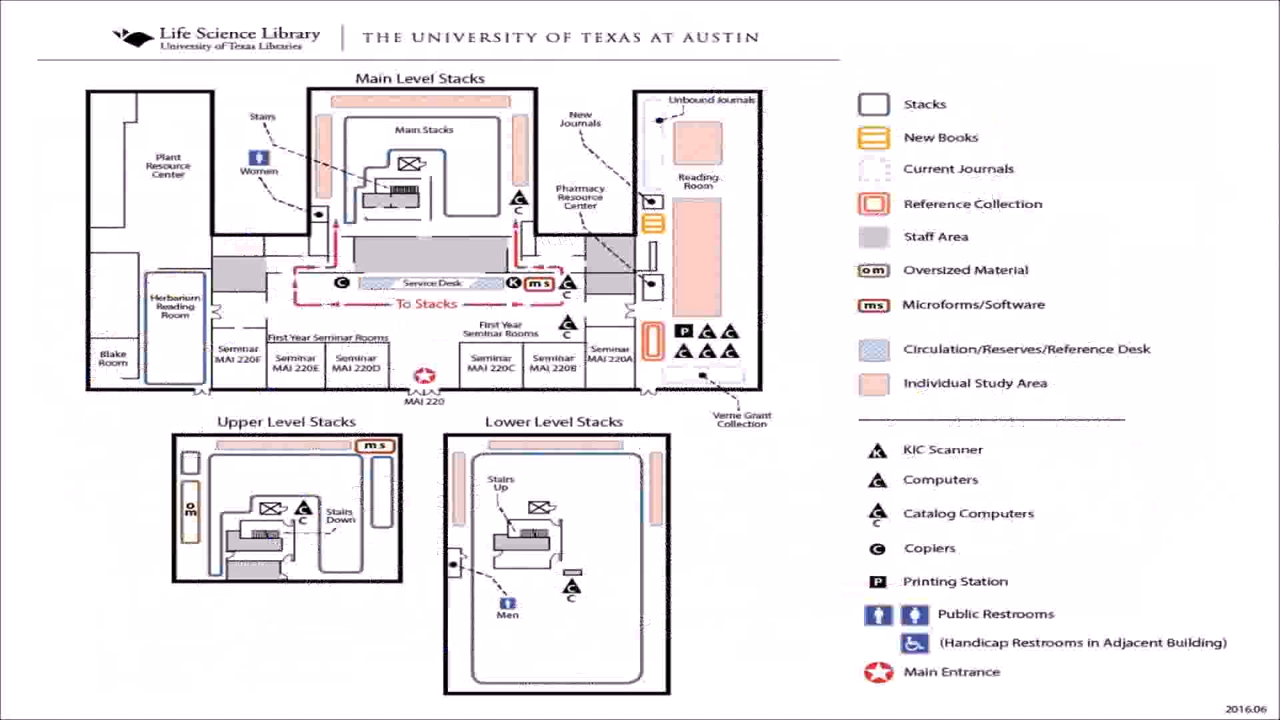 Life Science Library
University of Texas Libraries
THE UNIVERSITY OF TEXAS AT AUSTIN
Main Level Stacks
Unbound Journals
Stairs
New
Journals
Main Stacks
Plant
Resource
Center
Women
Reading
Room
Pharmacy
Resource
Center
C
C
Service Desk
K
ms
C
To Stacks
Herbarium
Reading
Room
First Year
Seminar Rooms
C
First Year Seminar Rooms
P
Blake
Room
Seminar
MAI 220F
Seminar
MAI 220E
Seminar
MAI 220D
Seminar
MAI 220C
Seminar
MAI 220B
Seminar
MAI 220A
MAI 220
Verne Grant
Collection
Upper Level Stacks
ms
om
C
Stairs
Down
Lower Level Stacks
Stairs
Up
C
Men
Stacks
New Books
Current Journals
Reference Collection
Staff Area
om Oversized Material
ms Microforms/Software
Circulation/Reserves/Reference Desk
Individual Study Area
K KIC Scanner
Computers
C Catalog Computers
C Copiers
P Printing Station
Public Restrooms
(Handicap Restrooms in Adjacent Building)
Main Entrance
2016.06